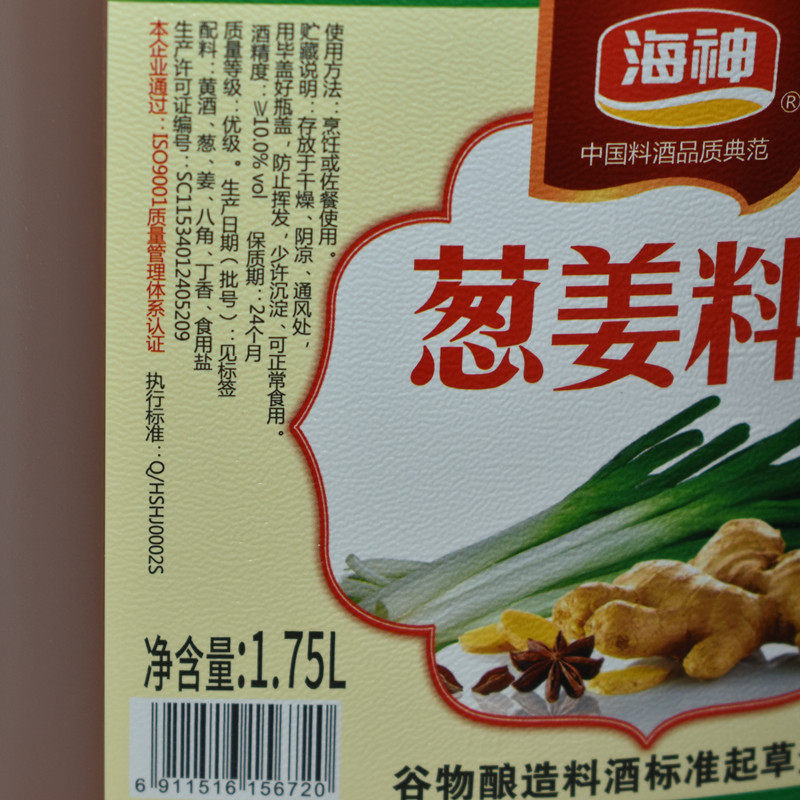 海神
®
中国料酒品质典范
葱姜料
使用方法：烹饪或佐餐使用。
贮藏说明：存放于干燥、阴凉、通风处，
用毕盖好瓶盖，防止挥发，少许沉淀、可正常食用。
酒精度：≥10.0% vol 保质期：24个月
质量等级：优级。 生产日期（批号）：见标签
配料：黄酒、葱、姜、八角、丁香、食用盐
生产许可证编号：SC11534012405209
本企业通过：ISO9001质量管理体系认证 执行标准：Q/HSHJ0002S
净含量:1.75L
6 911516 156720
谷物酿造料酒标准起草